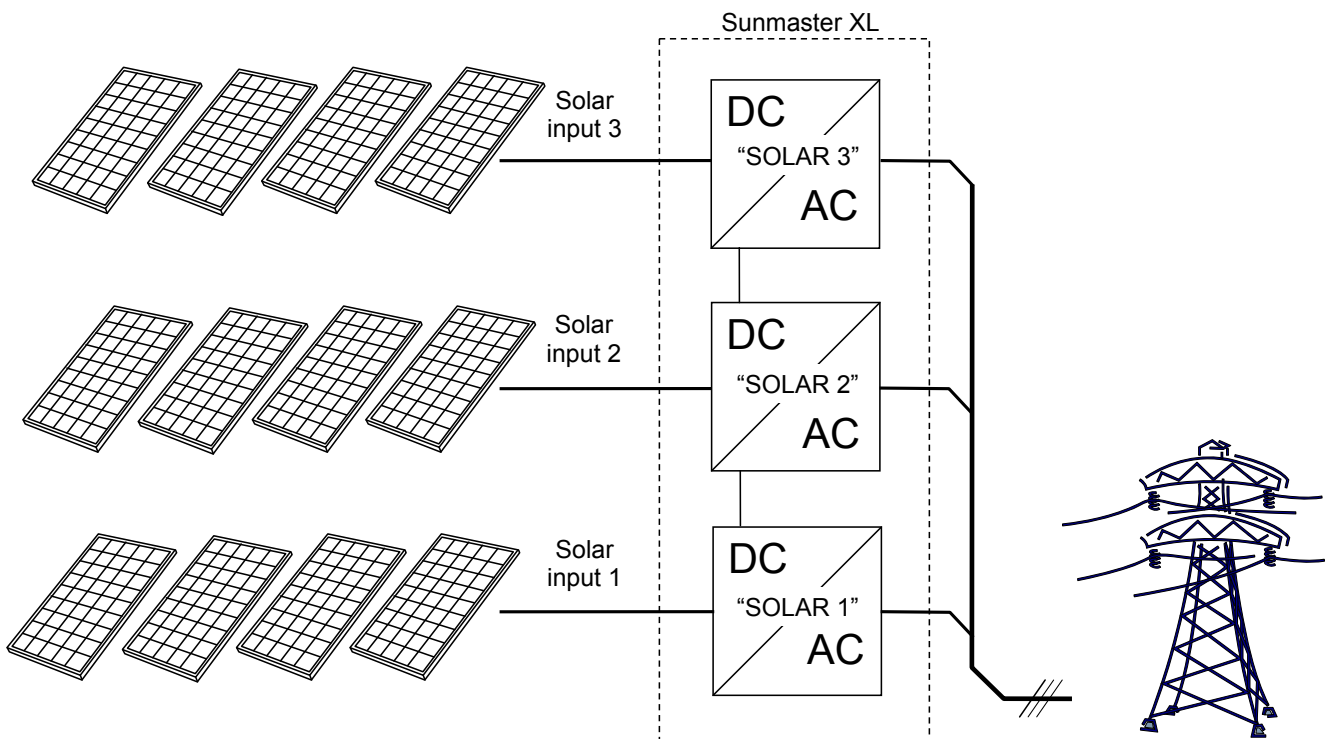 Sunmaster XL
Solar
input 3
DC
“SOLAR 3”
AC
Solar
input 2
DC
“SOLAR 2”
AC
Solar
input 1
DC
“SOLAR 1”
AC